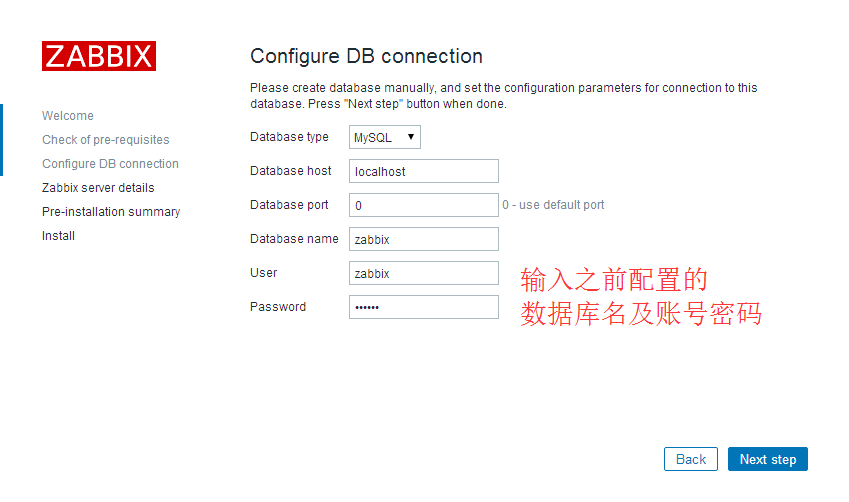 ZABBIX
Welcome
Check of pre-requisites
Configure DB connection
Zabbix server details
Pre-installation summary
Install
Configure DB connection
Please create database manually, and set the configuration parameters for connection to this
database. Press "Next step" button when done.
Database type MySQL ▼
Database host localhost
Database port 0 0 - use default port
Database name zabbix
User zabbix
Password ••••••
输入之前配置的
数据库名及账号密码
Back Next step